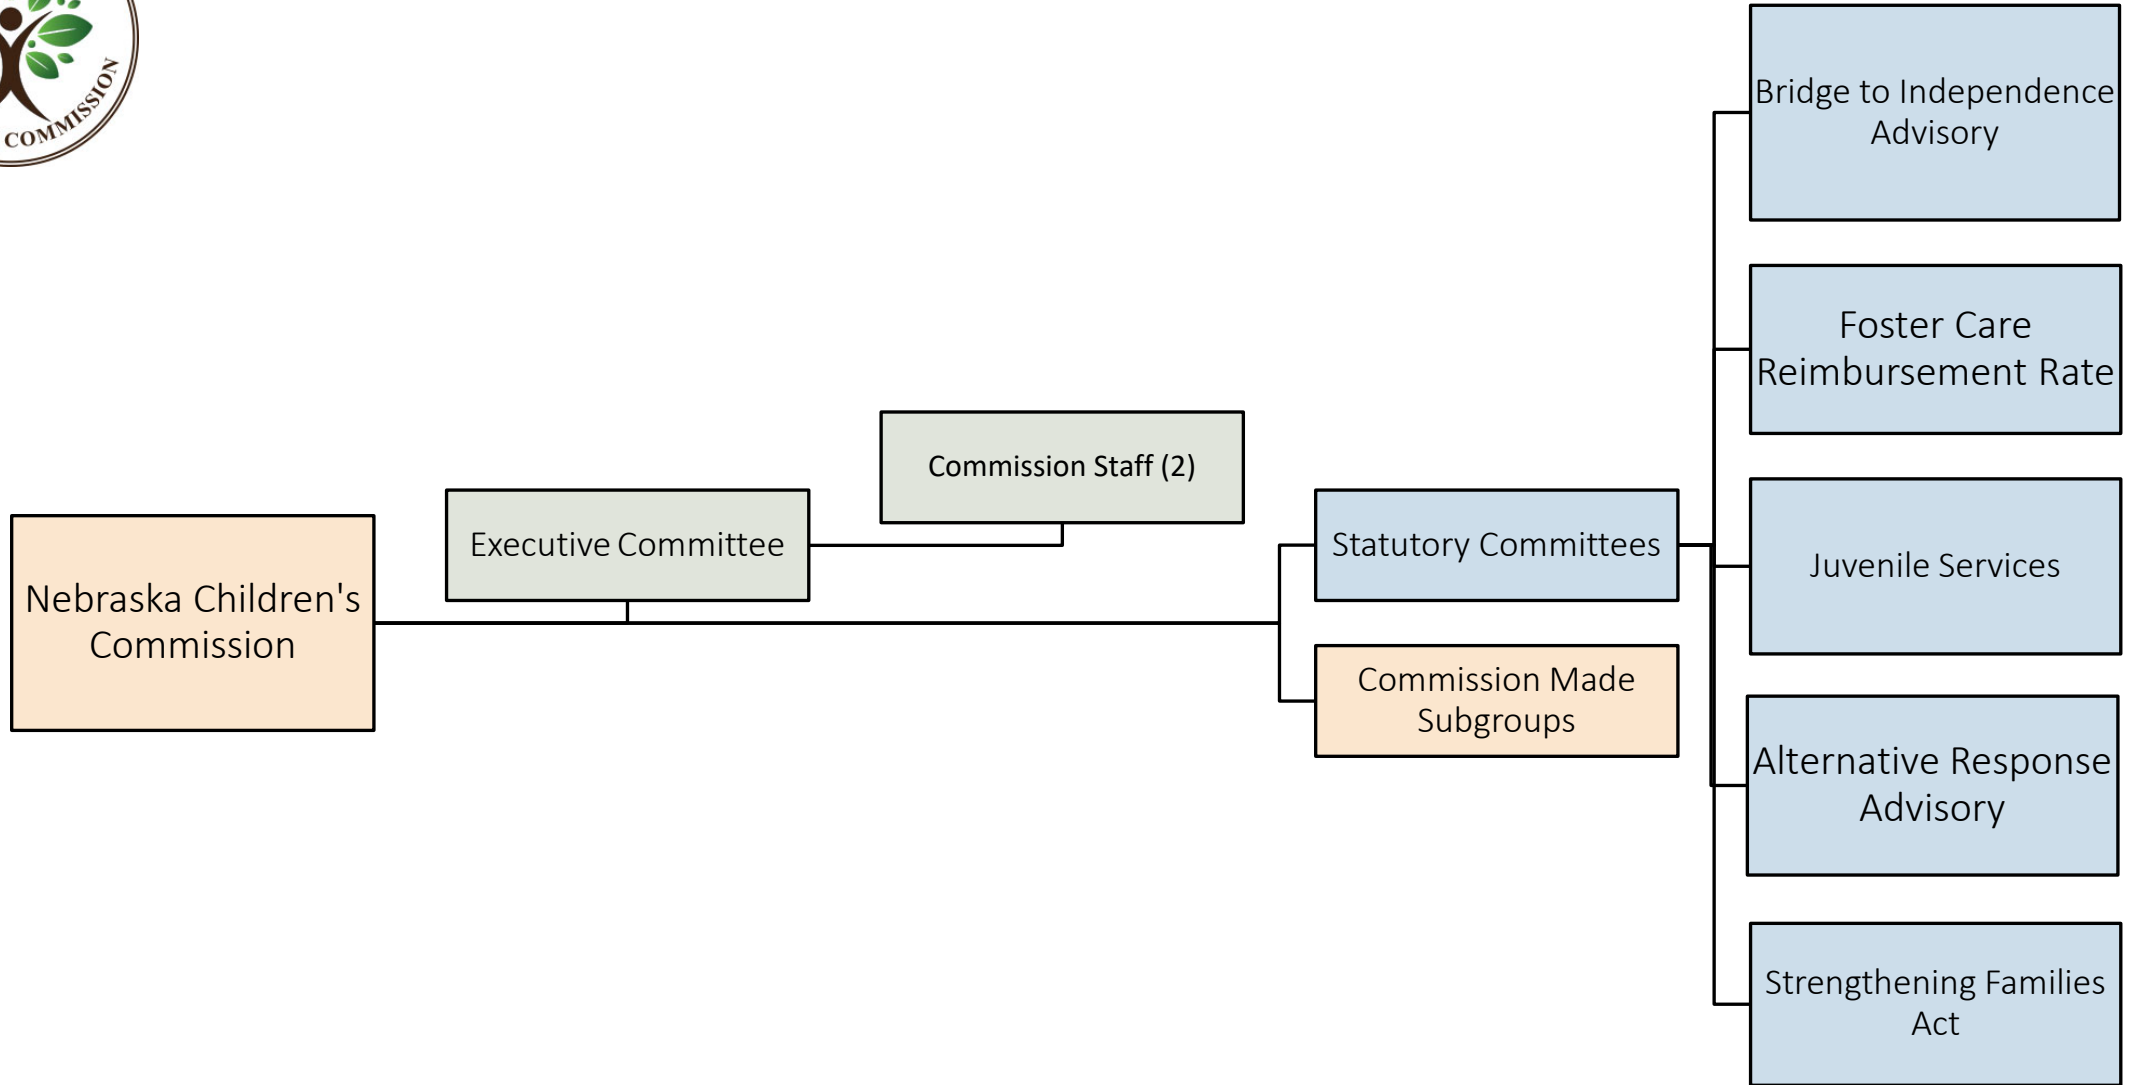 COMMISSION
Bridge to Independence
Advisory
Foster Care
Reimbursement Rate
Commission Staff (2)
Executive Committee
Statutory Committees
Juvenile Services
Nebraska Children's
Commission
Commission Made
Subgroups
Alternative Response
Advisory
Strengthening Families
Act